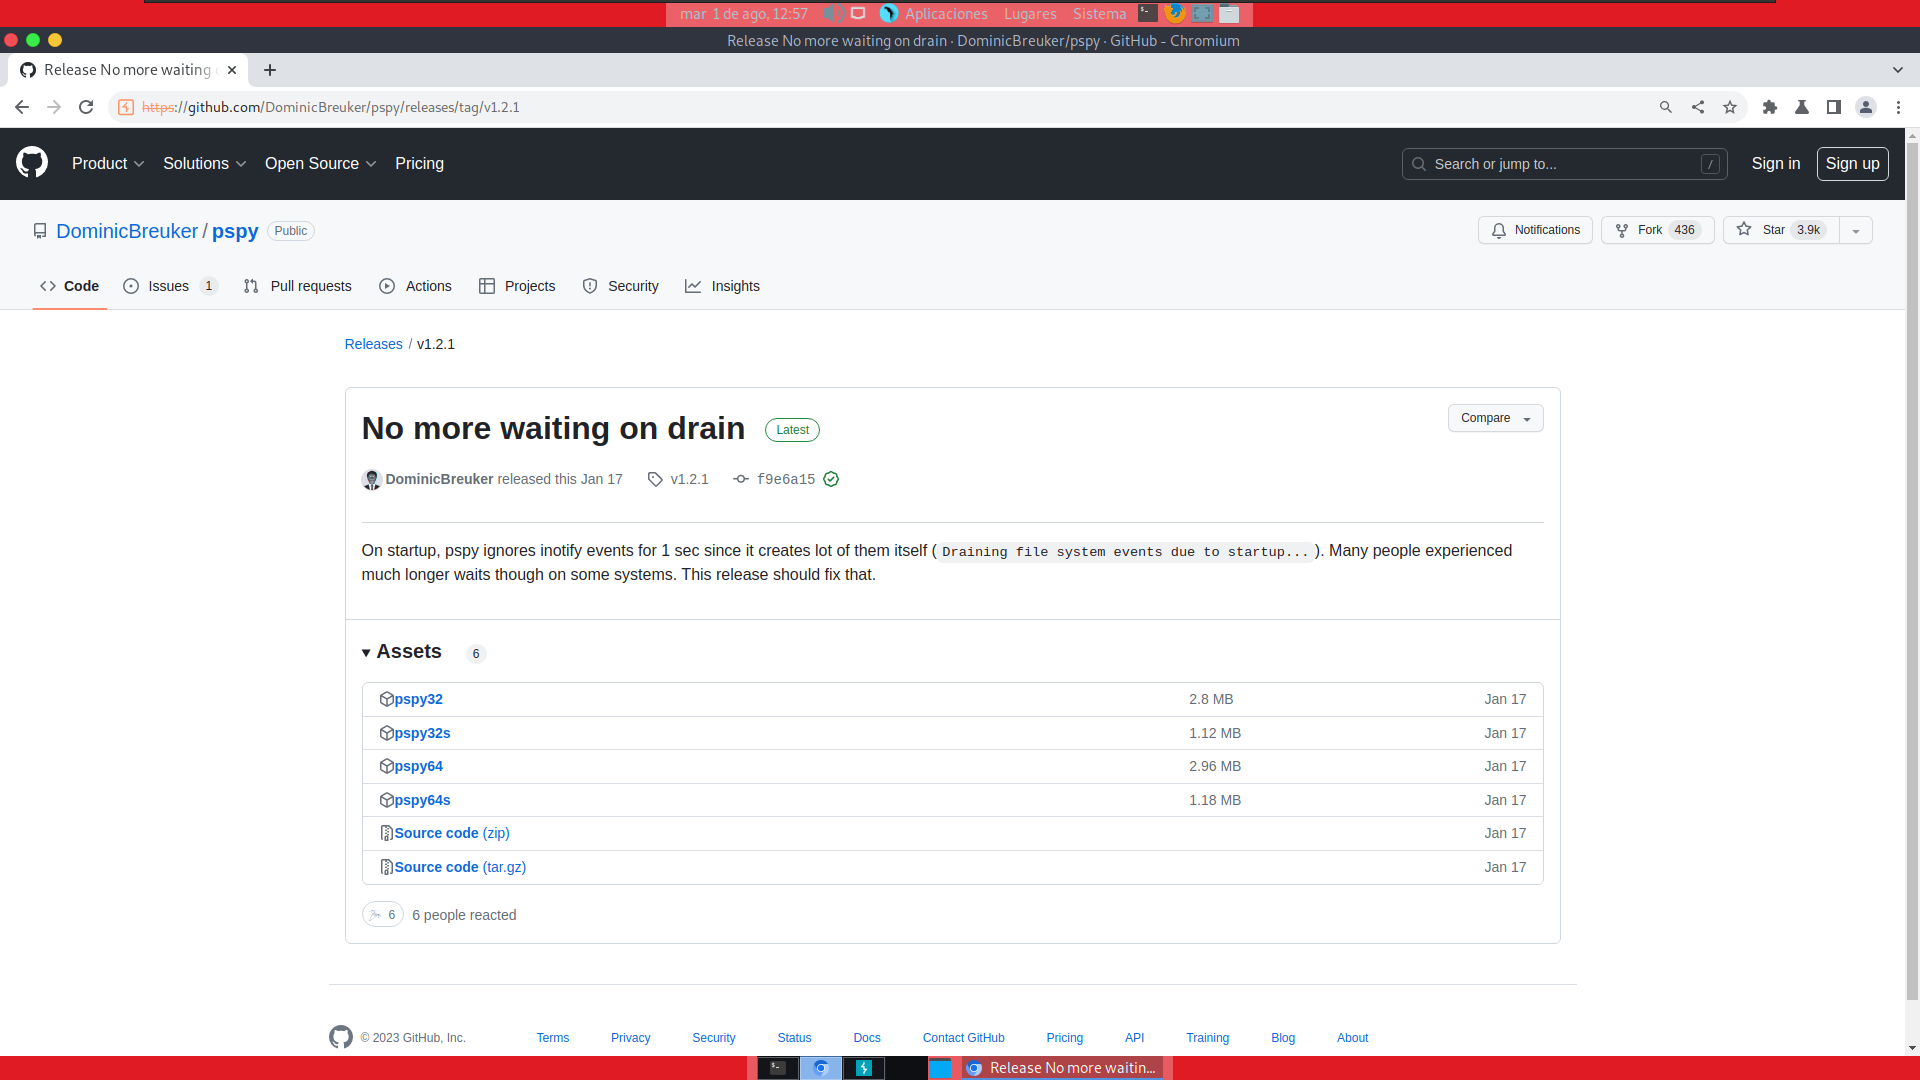 mar 1 de ago, 12:57 Aplicaciones Lugares Sistema
Release No more waiting on drain · DominicBreuker/pspy · GitHub - Chromium
Release No more waiting
https://github.com/DominicBreuker/pspy/releases/tag/v1.2.1
Product Solutions Open Source Pricing Search or jump to... / Sign in Sign up
DominicBreuker / pspy Public Notifications Fork 436 Star 3.9k
Code Issues 1 Pull requests Actions Projects Security Insights
Releases / v1.2.1
No more waiting on drain Latest Compare
DominicBreuker released this Jan 17 v1.2.1 f9e6a15
On startup, pspy ignores inotify events for 1 sec since it creates lot of them itself (Draining file system events due to startup...). Many people experienced
much longer waits though on some systems. This release should fix that.
Assets 6
pspy32 2.8 MB Jan 17
pspy32s 1.12 MB Jan 17
pspy64 2.96 MB Jan 17
pspy64s 1.18 MB Jan 17
Source code (zip) Jan 17
Source code (tar.gz) Jan 17
6 6 people reacted
© 2023 GitHub, Inc. Terms Privacy Security Status Docs Contact GitHub Pricing API Training Blog About
Release No more waitin...